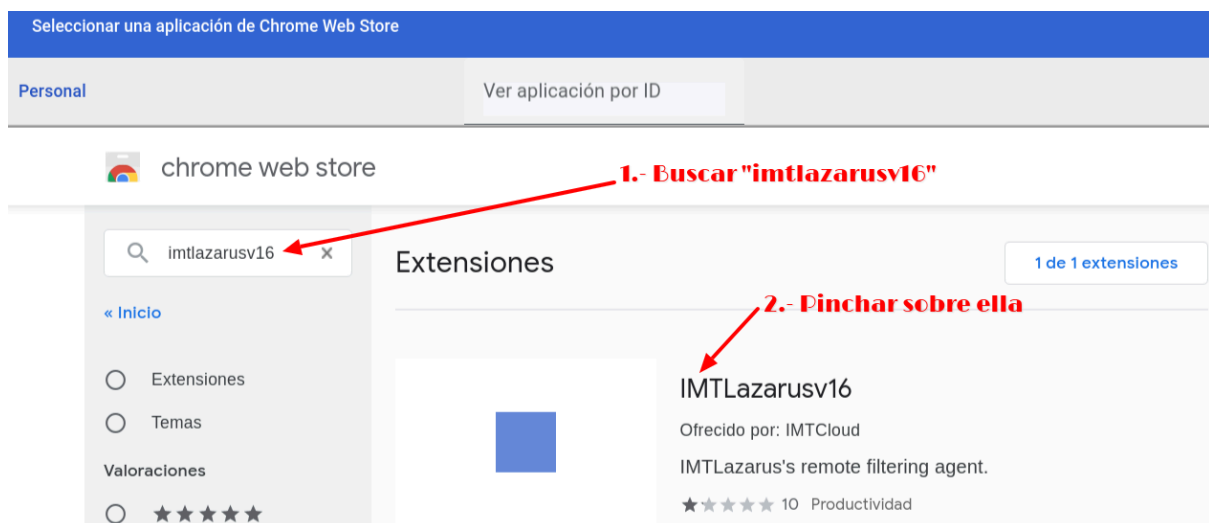 Seleccionar una aplicación de Chrome Web Store
Personal
Ver aplicación por ID
chrome web store
1.- Buscar "imtlazarusv16"
imtlazarusv16
Extensiones
1 de 1 extensiones
2.- Pinchar sobre ella
« Inicio
Extensiones
Temas
Valoraciones
IMTLazarusv16
Ofrecido por: IMTCloud
IMTLazarus's remote filtering agent.
10 Productividad